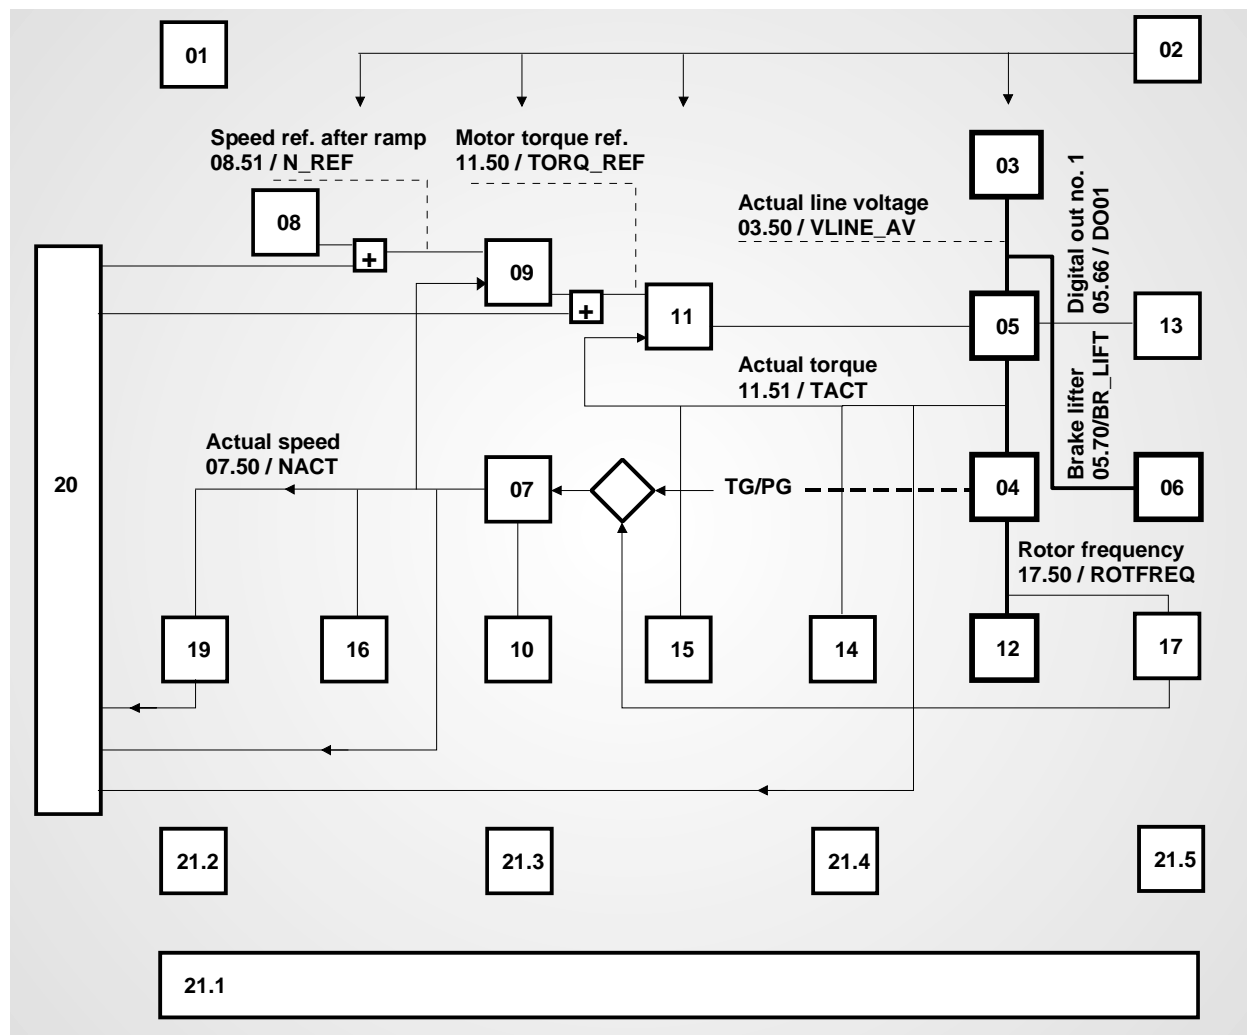 01
02
Speed ref. after ramp
08.51 / N_REF
Motor torque ref.
11.50 / TORQ_REF
03
Digital out no. 1
05.66 / DO01
Actual line voltage
03.50 / VLINE_AV
08
+
09
+
11
05
13
Actual torque
11.51 / TACT
Brake lifter
05.70/BR_LIFT
Actual speed
07.50 / NACT
20
07
TG/PG
04
06
Rotor frequency
17.50 / ROTFREQ
19
16
10
15
14
12
17
21.2
21.3
21.4
21.5
21.1